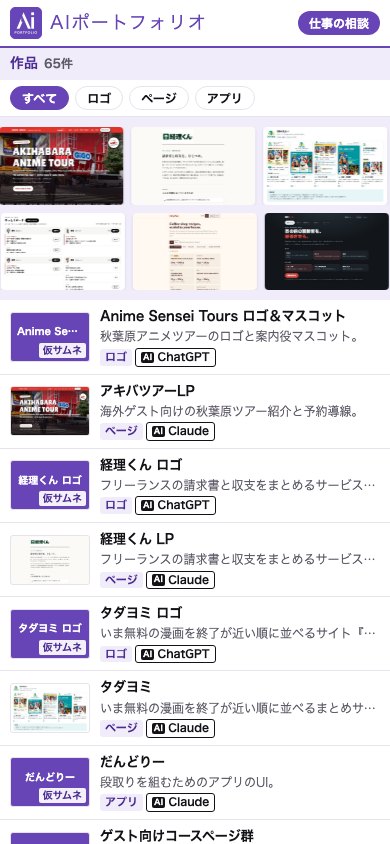 Ai
PORTFOLIO
AIポートフォリオ
仕事の相談
作品 65件
すべて
ロゴ
ページ
アプリ
AKIHABARA
ANIME TOUR
GiGO
経理くん
Anime Se…
仮サムネ
Anime Sensei Tours ロゴ＆マスコット
秋葉原アニメツアーのロゴと案内役マスコット。
ロゴ
AI ChatGPT
AKIHABARA
ANIME TOUR
アキバツアーLP
海外ゲスト向けの秋葉原ツアー紹介と予約導線。
ページ
AI Claude
経理くん ロゴ
仮サムネ
経理くん ロゴ
フリーランスの請求書と収支をまとめるサービス…
ロゴ
AI ChatGPT
経理くん LP
フリーランスの請求書と収支をまとめるサービス…
ページ
AI Claude
タダヨミ ロゴ
仮サムネ
タダヨミ ロゴ
いま無料の漫画を終了が近い順に並べるサイト『…
ロゴ
AI ChatGPT
タダヨミ
いま無料の漫画を終了が近い順に並べるまとめサ…
ページ
AI Claude
だんどりー
仮サムネ
だんどりー
段取りを組むためのアプリのUI。
アプリ
AI Claude
ゲスト向けコースページ群